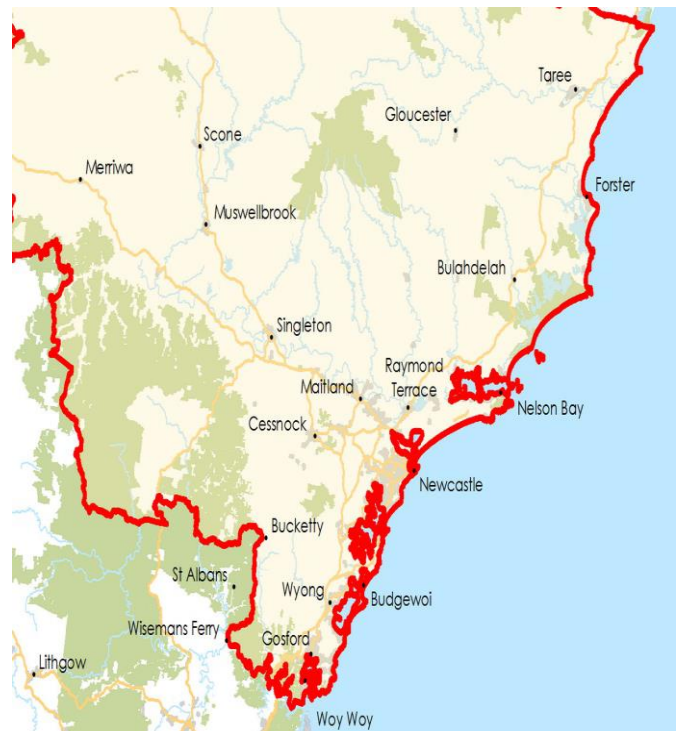 Taree
Gloucester
Scone
Merriwa
Forster
Muswellbrook
Bulahdelah
Singleton
Raymond
Terrace
Maitland
Nelson Bay
Cessnock
Newcastle
Bucketty
St Albans
Wyong
Budgewoi
Wisemans Ferry
Gosford
Lithgow
Woy Woy